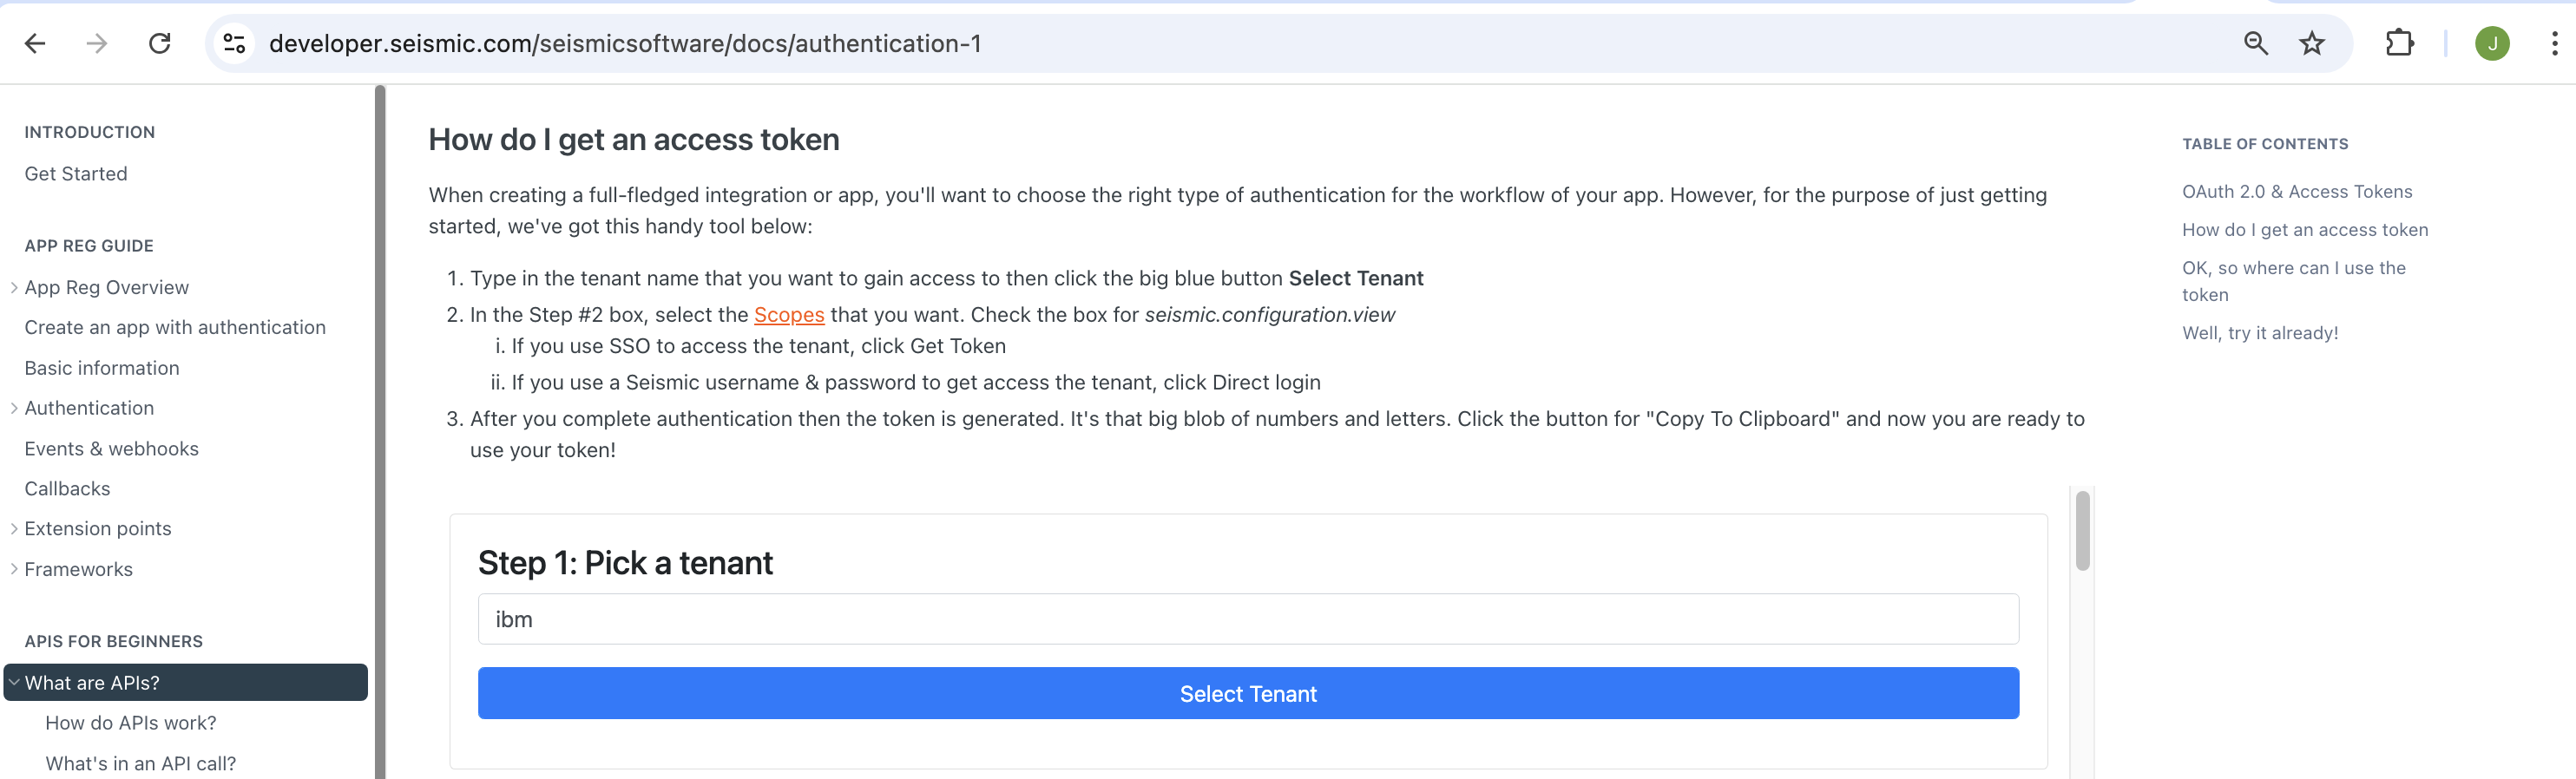 developer.seismic.com/seismicsoftware/docs/authentication-1
J
INTRODUCTION
Get Started
APP REG GUIDE
App Reg Overview
Create an app with authentication
Basic information
Authentication
Events & webhooks
Callbacks
Extension points
Frameworks
APIS FOR BEGINNERS
What are APIs?
How do APIs work?
What's in an API call?
How do I get an access token
When creating a full-fledged integration or app, you'll want to choose the right type of authentication for the workflow of your app. However, for the purpose of just getting
started, we've got this handy tool below:
1. Type in the tenant name that you want to gain access to then click the big blue button Select Tenant
2. In the Step #2 box, select the Scopes that you want. Check the box for seismic.configuration.view
i. If you use SSO to access the tenant, click Get Token
ii. If you use a Seismic username & password to get access the tenant, click Direct login
3. After you complete authentication then the token is generated. It's that big blob of numbers and letters. Click the button for "Copy To Clipboard" and now you are ready to
use your token!
Step 1: Pick a tenant
ibm
Select Tenant
TABLE OF CONTENTS
OAuth 2.0 & Access Tokens
How do I get an access token
OK, so where can I use the
token
Well, try it already!